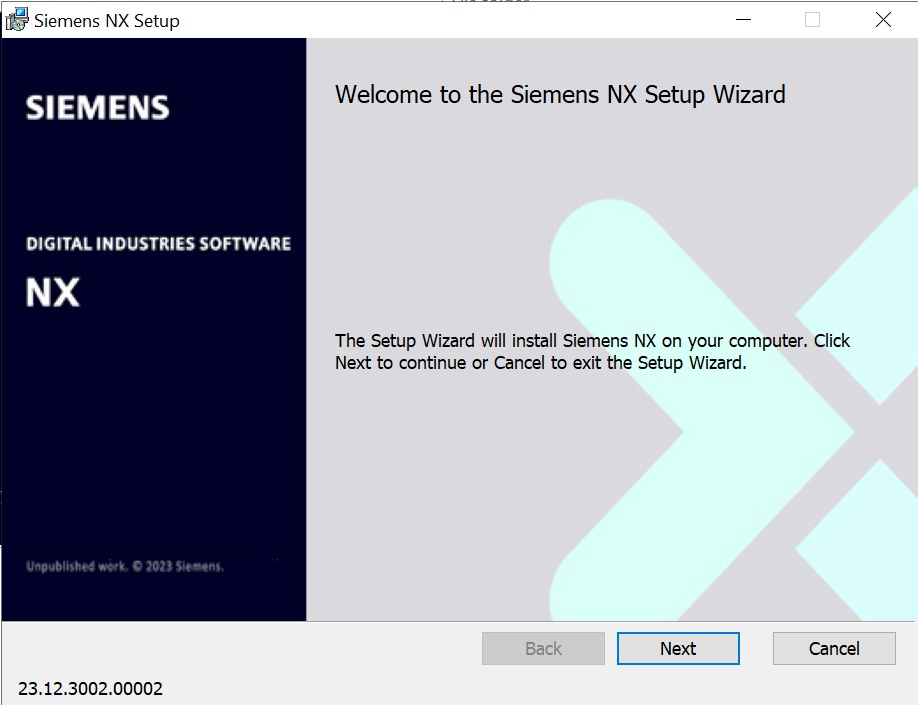 Siemens NX Setup
SIEMENS
DIGITAL INDUSTRIES SOFTWARE
NX
Unpublished work. © 2023 Siemens.
Welcome to the Siemens NX Setup Wizard
The Setup Wizard will install Siemens NX on your computer. Click
Next to continue or Cancel to exit the Setup Wizard.
Back
Next
Cancel
23.12.3002.00002